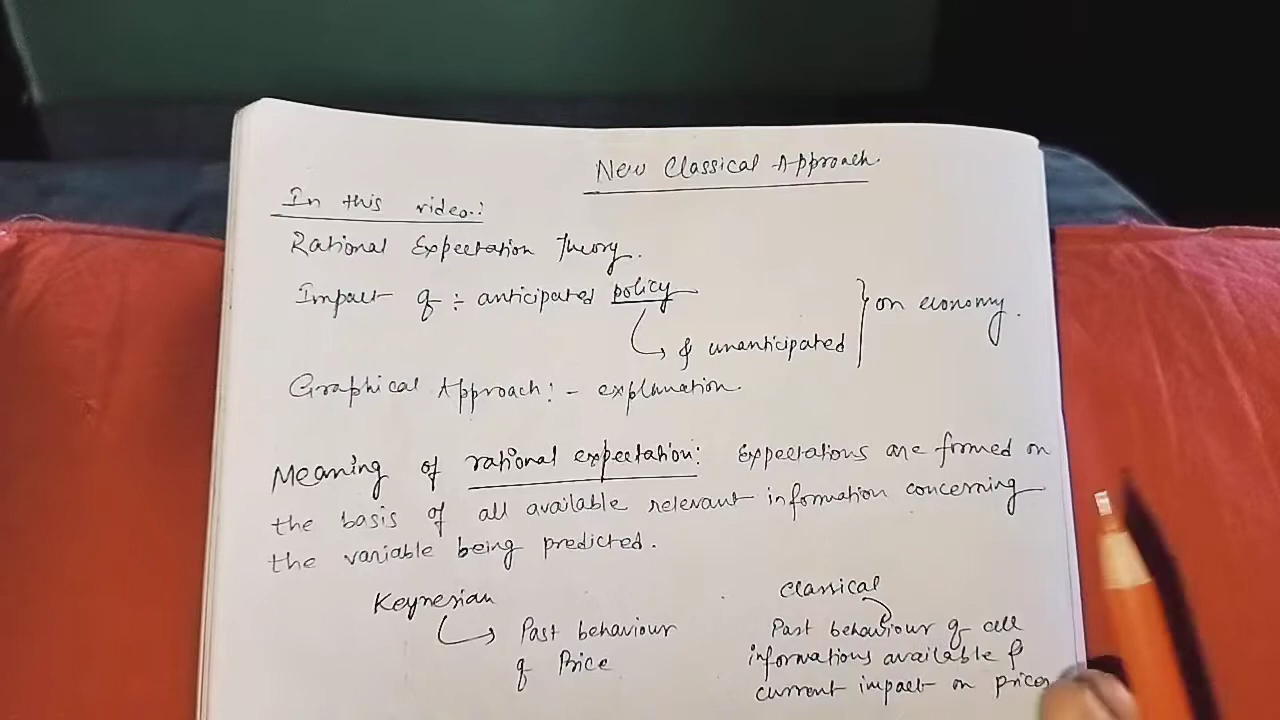 New Classical Approach.
In this video:
Rational Expectation Theory.
Impact of ÷ anticipated policy
& unanticipated } on economy.
Graphical Approach: - explanation.
Meaning of rational expectation: Expectations are formed on
the basis of all available relevant information concerning
the variable being predicted.
Keynesian
Past behaviour
of Price
Classical
Past behaviour of all
informations available &
current impact on prices